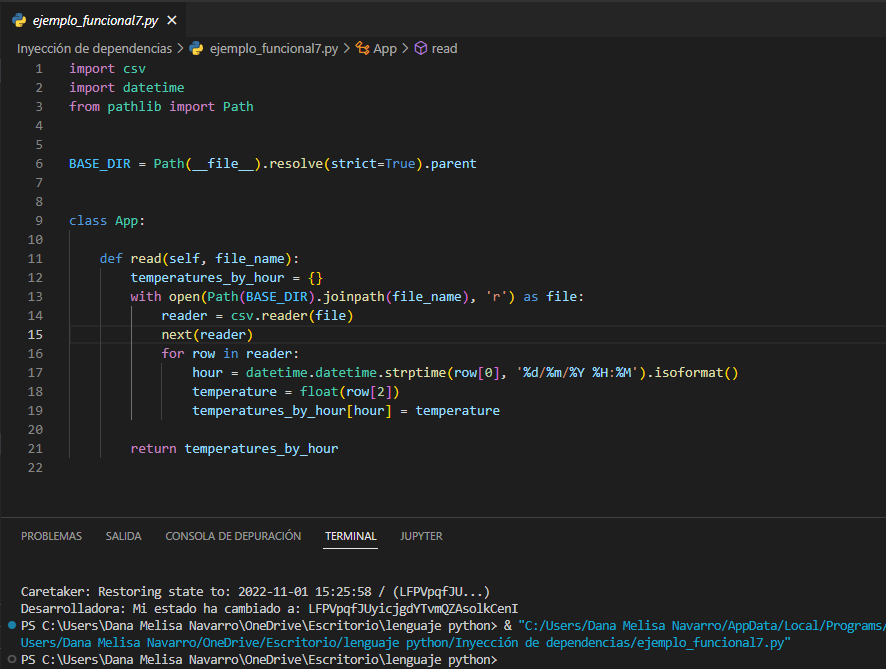 ejemplo_funcional7.py ×
Inyección de dependencias > ejemplo_funcional7.py > App > read
1 import csv
2 import datetime
3 from pathlib import Path
4
5
6 BASE_DIR = Path(__file__).resolve(strict=True).parent
7
8
9 class App:
10
11     def read(self, file_name):
12         temperatures_by_hour = {}
13         with open(Path(BASE_DIR).joinpath(file_name), 'r') as file:
14             reader = csv.reader(file)
15             next(reader)
16             for row in reader:
17                 hour = datetime.datetime.strptime(row[0], '%d/%m/%Y %H:%M').isoformat()
18                 temperature = float(row[2])
19                 temperatures_by_hour[hour] = temperature
20
21         return temperatures_by_hour
22
PROBLEMAS SALIDA CONSOLA DE DEPURACIÓN TERMINAL JUPYTER
Caretaker: Restoring state to: 2022-11-01 15:25:58 / (LFPVpqfJU...)
Desarrolladora: Mi estado ha cambiado a: LFPVpqfJUyicjgdYTvmQZAsolkCenI
PS C:\Users\Dana Melisa Navarro\OneDrive\Escritorio\lenguaje python> & "C:/Users/Dana Melisa Navarro/AppData/Local/Programs/
Users/Dana Melisa Navarro/OneDrive/Escritorio/lenguaje python/Inyección de dependencias/ejemplo_funcional7.py"
PS C:\Users\Dana Melisa Navarro\OneDrive\Escritorio\lenguaje python>